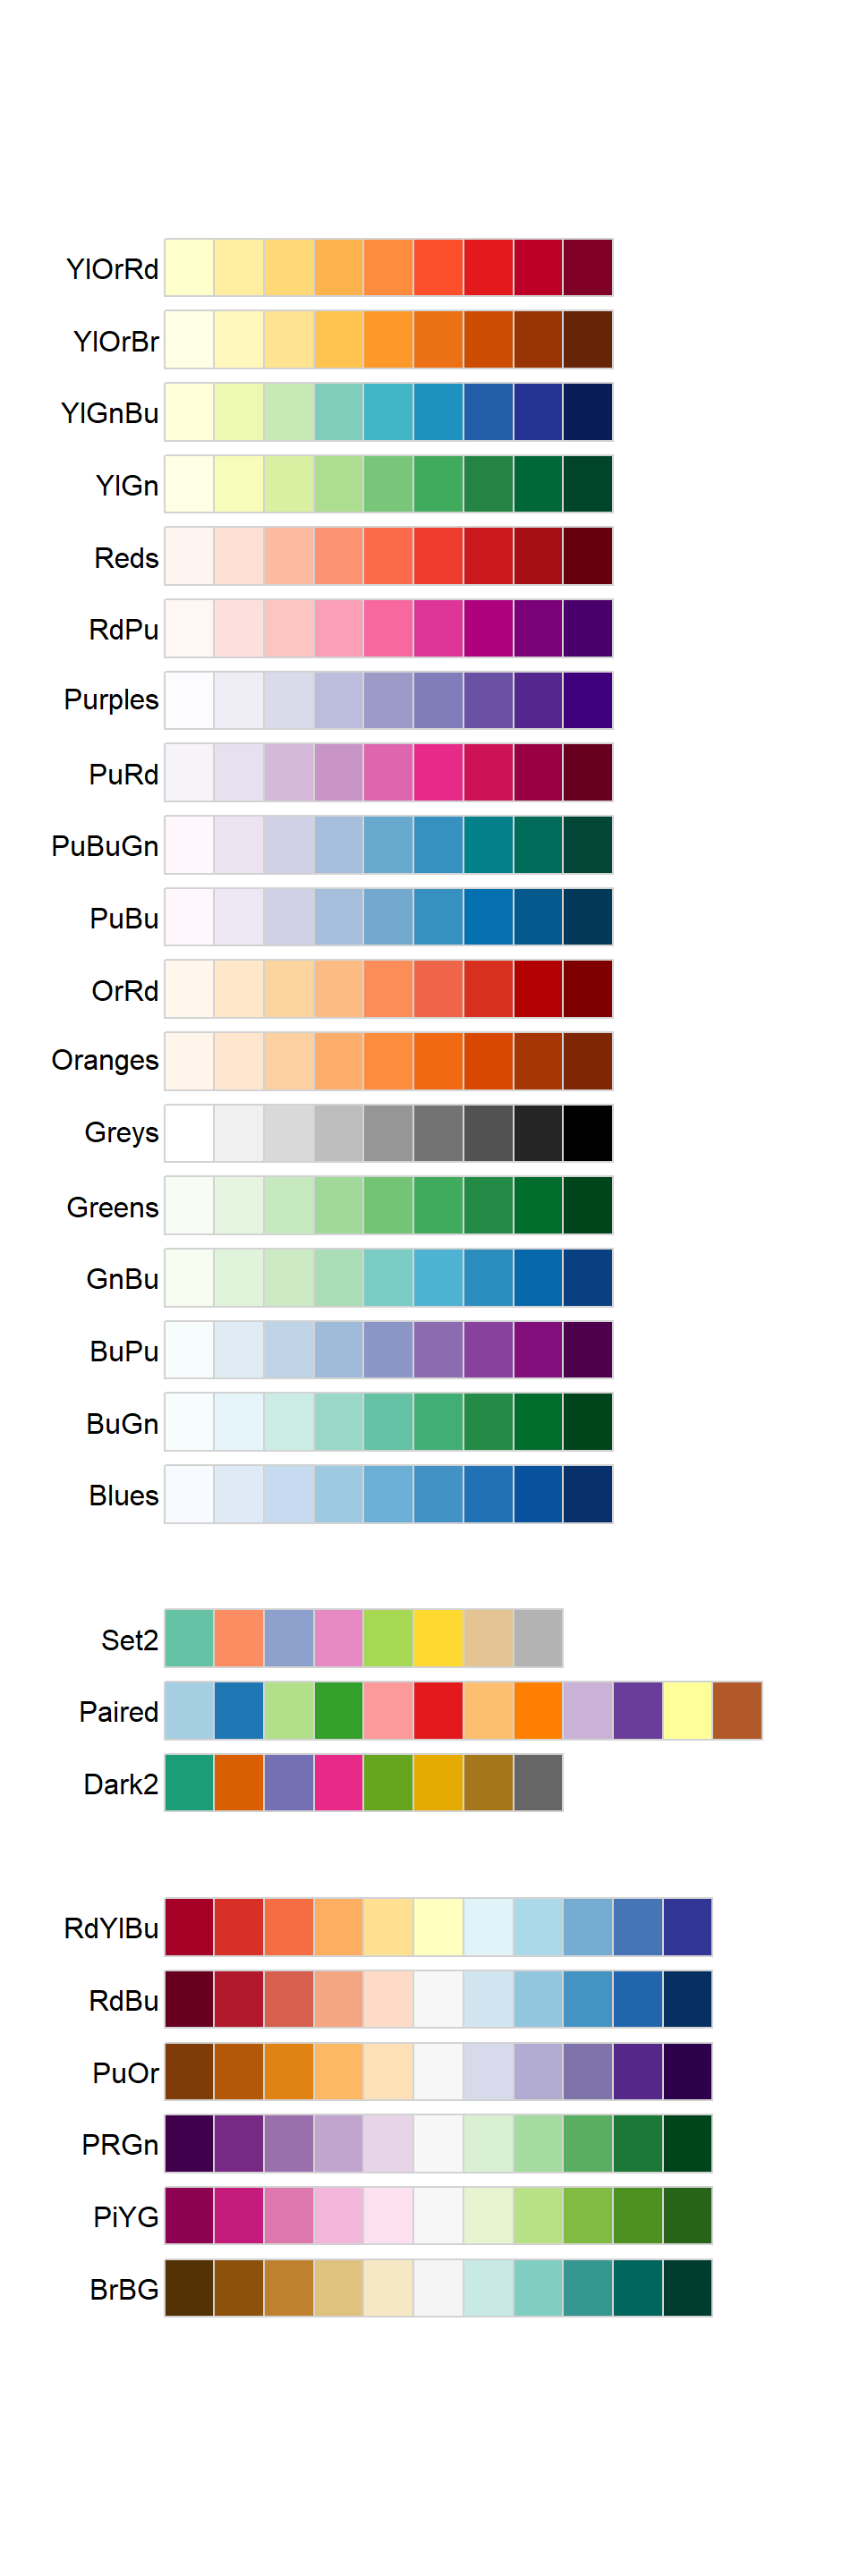 YlOrRd
YlOrBr
YlGnBu
YlGn
Reds
RdPu
Purples
PuRd
PuBuGn
PuBu
OrRd
Oranges
Greys
Greens
GnBu
BuPu
BuGn
Blues
Set2
Paired
Dark2
RdYlBu
RdBu
PuOr
PRGn
PiYG
BrBG